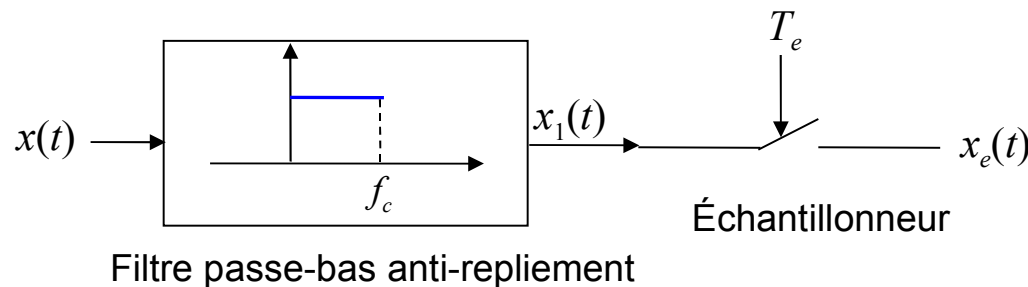 T_e
x(t)
x_1(t)
x_e(t)
f_c
Échantillonneur
Filtre passe-bas anti-repliement